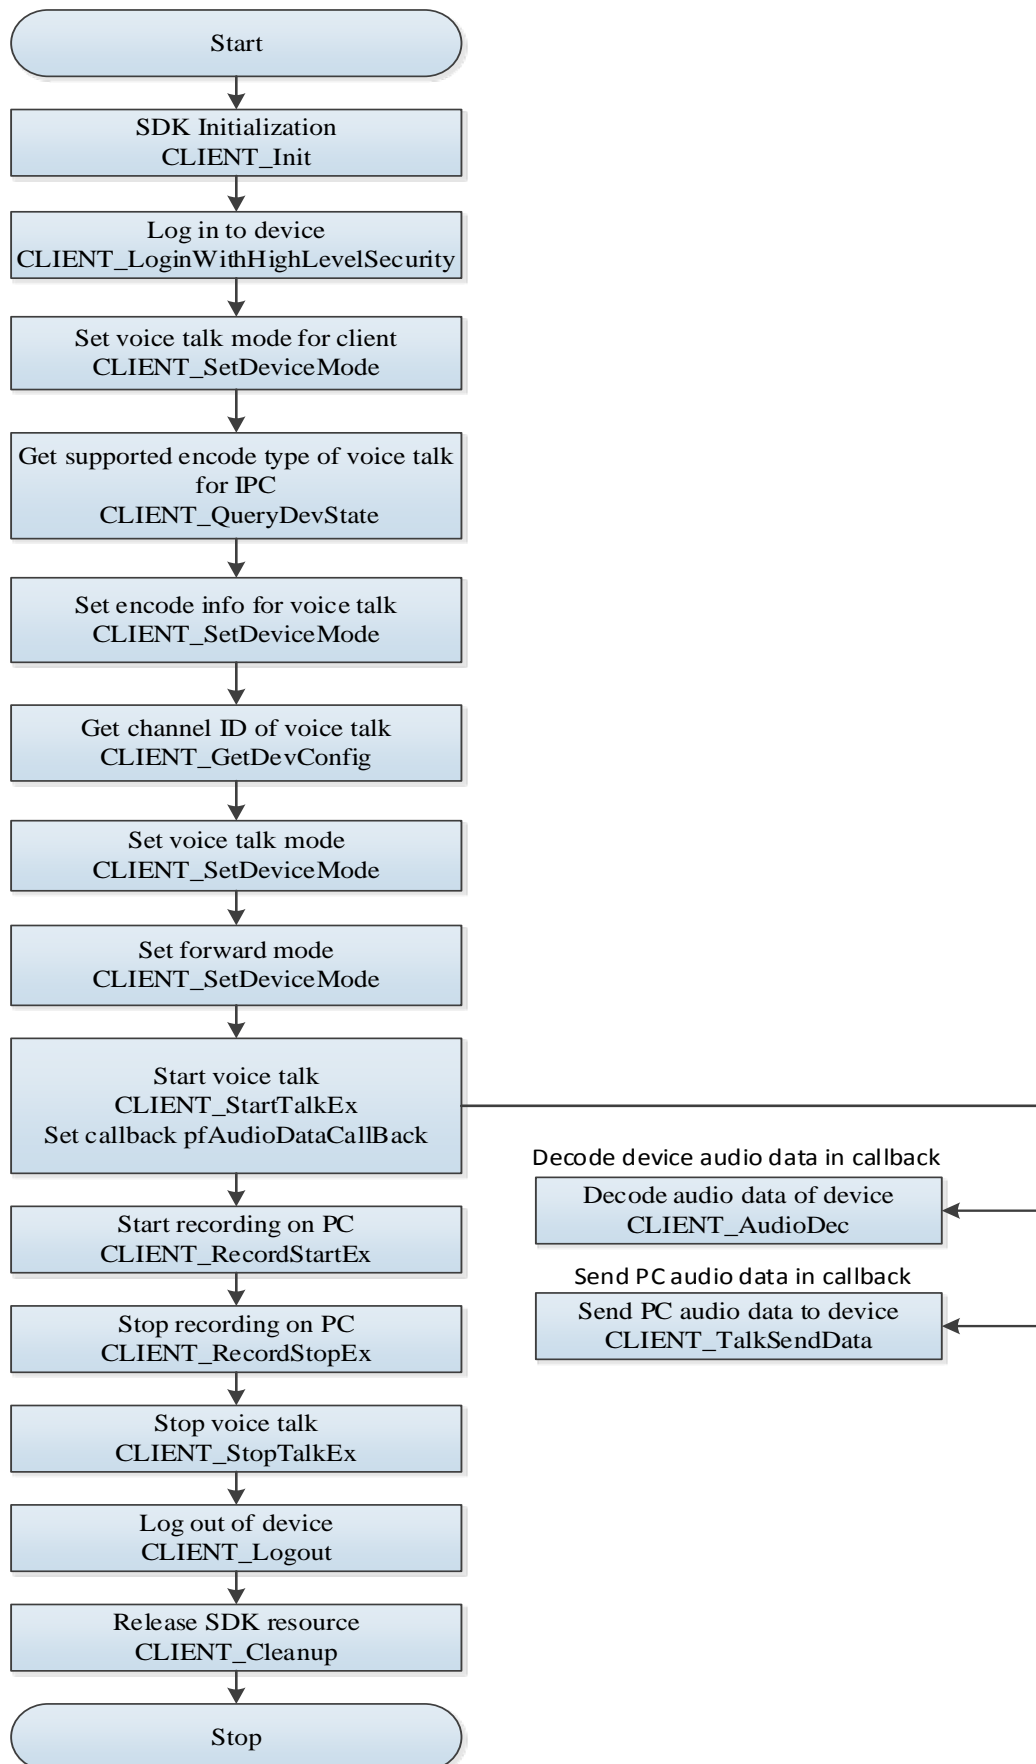 Start
SDK Initialization
CLIENT_Init
Log in to device
CLIENT_LoginWithHighLevelSecurity
Set voice talk mode for client
CLIENT_SetDeviceMode
Get supported encode type of voice talk
for IPC
CLIENT_QueryDevState
Set encode info for voice talk
CLIENT_SetDeviceMode
Get channel ID of voice talk
CLIENT_GetDevConfig
Set voice talk mode
CLIENT_SetDeviceMode
Set forward mode
CLIENT_SetDeviceMode
Start voice talk
CLIENT_StartTalkEx
Set callback pfAudioDataCallBack
Decode device audio data in callback
Decode audio data of device
CLIENT_AudioDec
Send PC audio data in callback
Send PC audio data to device
CLIENT_TalkSendData
Start recording on PC
CLIENT_RecordStartEx
Stop recording on PC
CLIENT_RecordStopEx
Stop voice talk
CLIENT_StopTalkEx
Log out of device
CLIENT_Logout
Release SDK resource
CLIENT_Cleanup
Stop